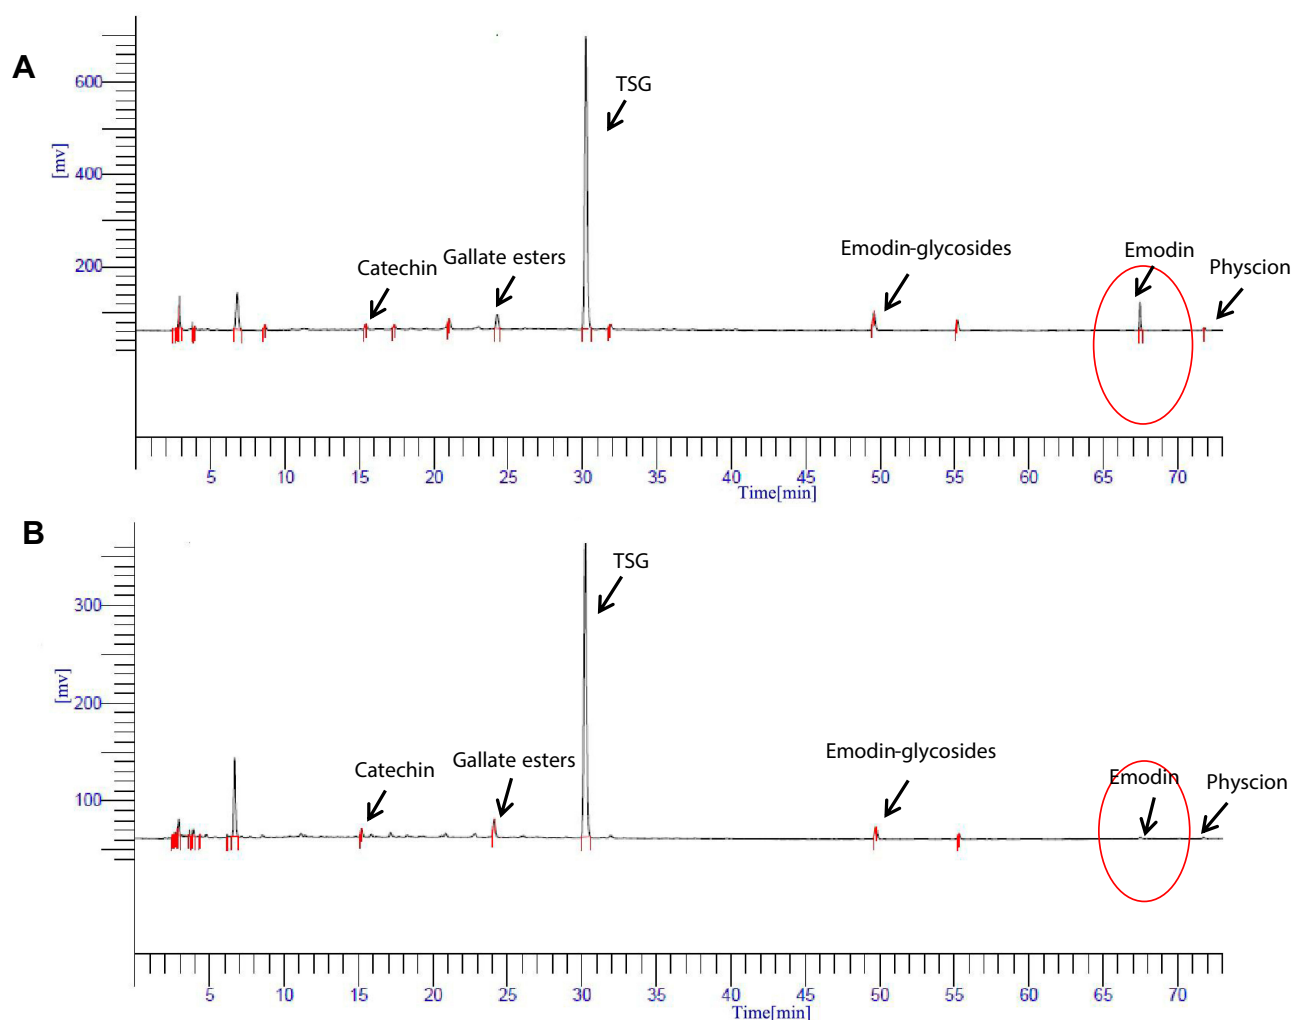 A
TSG
600
[mv]
400
Catechin
Gallate esters
Emodin-glycosides
Emodin
Physcion
200
5 10 15 20 25 30 35 40 45 50 55 60 65 70
Time[min]
B
TSG
300
[mv]
200
Catechin
Gallate esters
Emodin-glycosides
Emodin
Physcion
100
5 10 15 20 25 30 35 40 45 50 55 60 65 70
Time[min]